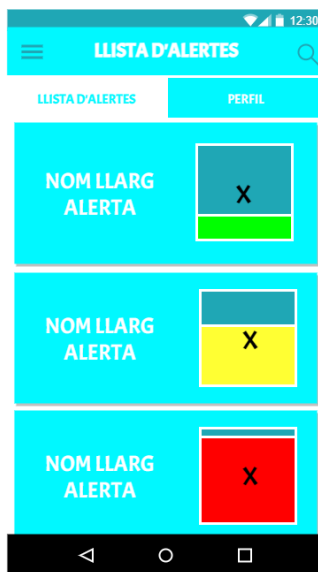 12:30
LLISTA D'ALERTES
LLISTA D'ALERTES PERFIL
NOM LLARG
ALERTA
X
NOM LLARG
ALERTA
X
NOM LLARG
ALERTA
X